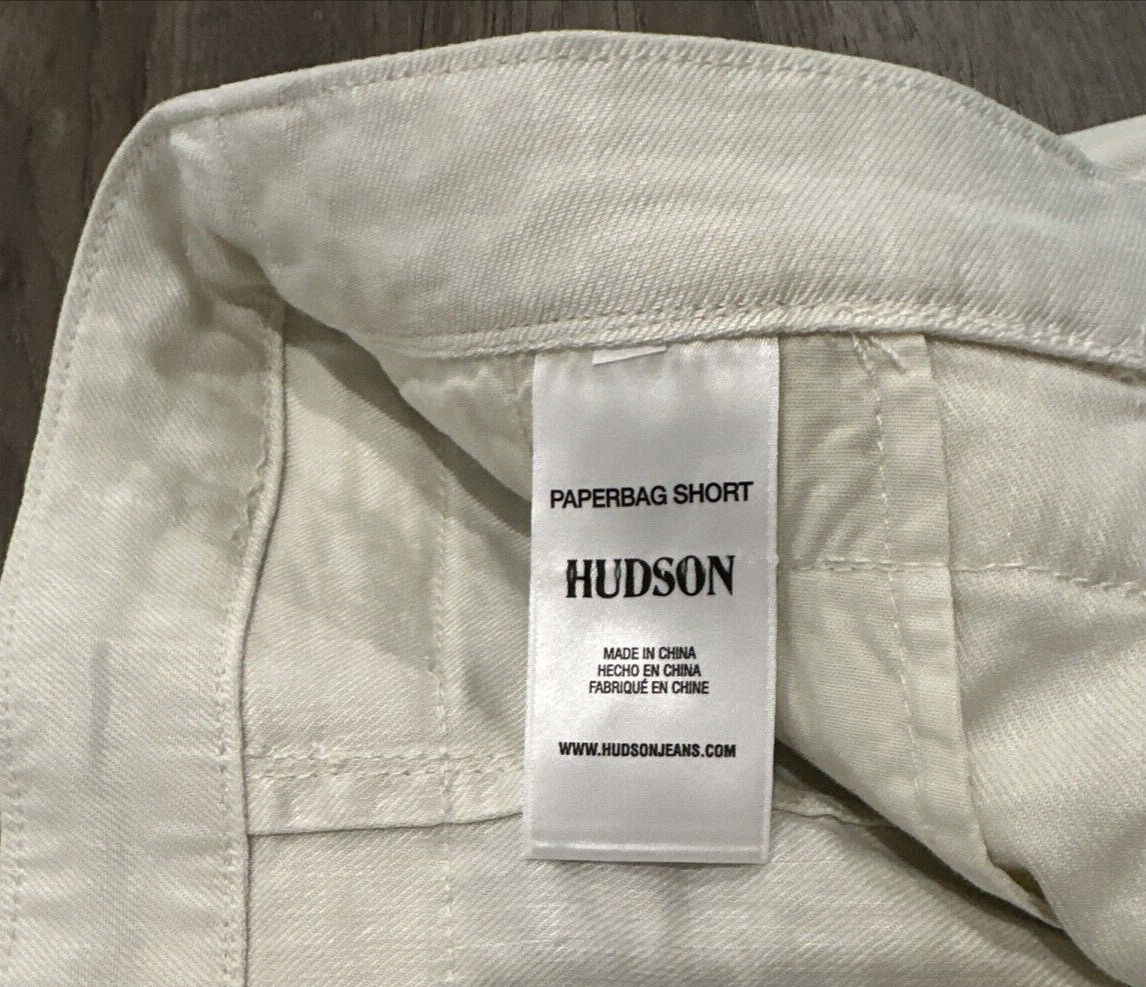 PAPERBAG SHORT
HUDSON
MADE IN CHINA
HECHO EN CHINA
FABRIQUÉ EN CHINE
WWW.HUDSONJEANS.COM